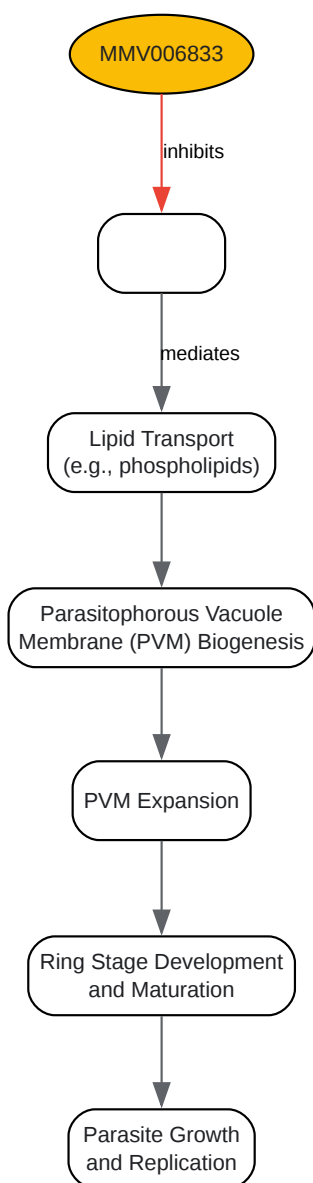 MMV006833
inhibits
mediates
Lipid Transport
(e.g., phospholipids)
Parasitophorous Vacuole
Membrane (PVM) Biogenesis
PVM Expansion
Ring Stage Development
and Maturation
Parasite Growth
and Replication